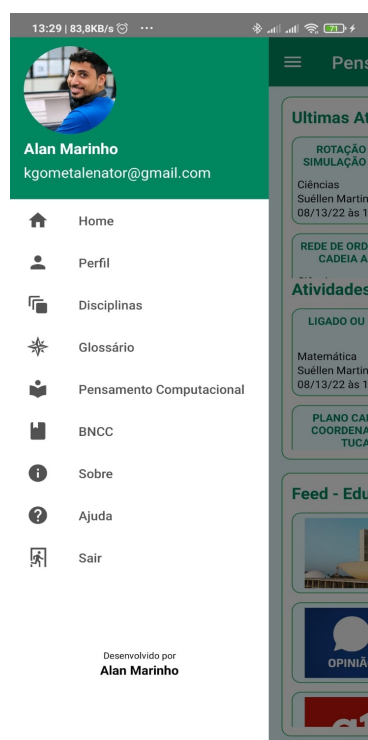 13:29 | 83,8KB/s
71
Alan Marinho
kgometalenator@gmail.com
Home
Perfil
Disciplinas
Glossário
Pensamento Computacional
BNCC
Sobre
Ajuda
Sair
Desenvolvido por
Alan Marinho
Pens
Ultimas At
ROTAÇÃO
SIMULAÇÃO
Ciências
Suéllen Martin
08/13/22 às 1
REDE DE ORD
CADEIA A
Atividades
LIGADO OU
Matemática
Suéllen Martin
08/13/22 às 1
PLANO CA
COORDENA
TUCA
Feed - Edu
OPINIÃ